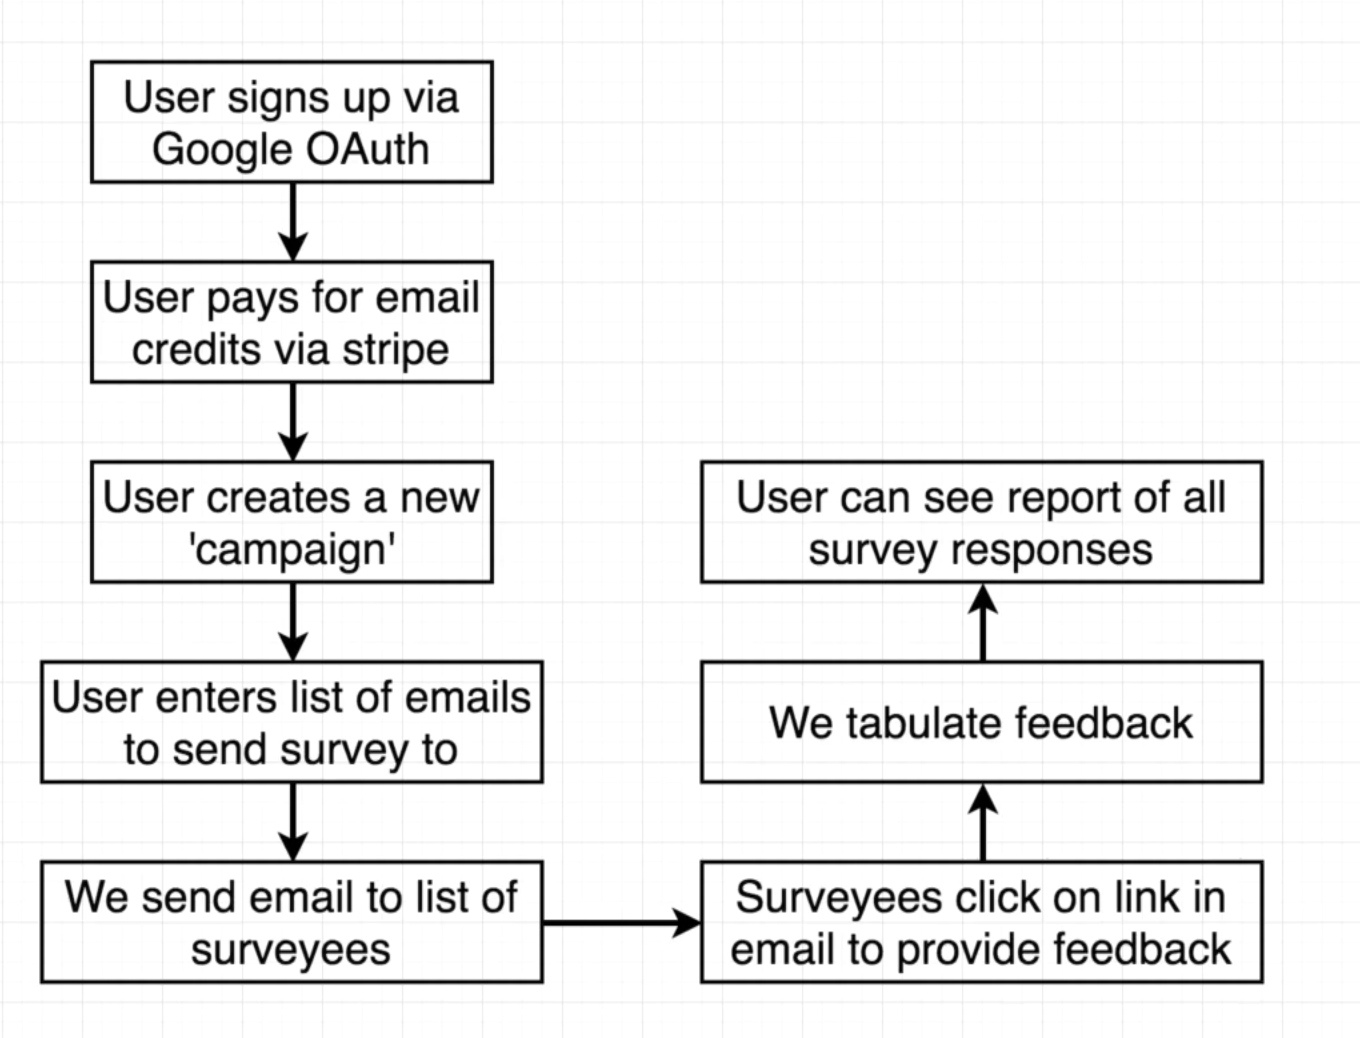 User signs up via
Google OAuth
User pays for email
credits via stripe
User creates a new
'campaign'
User enters list of emails
to send survey to
We send email to list of
surveyees
Surveyees click on link in
email to provide feedback
We tabulate feedback
User can see report of all
survey responses